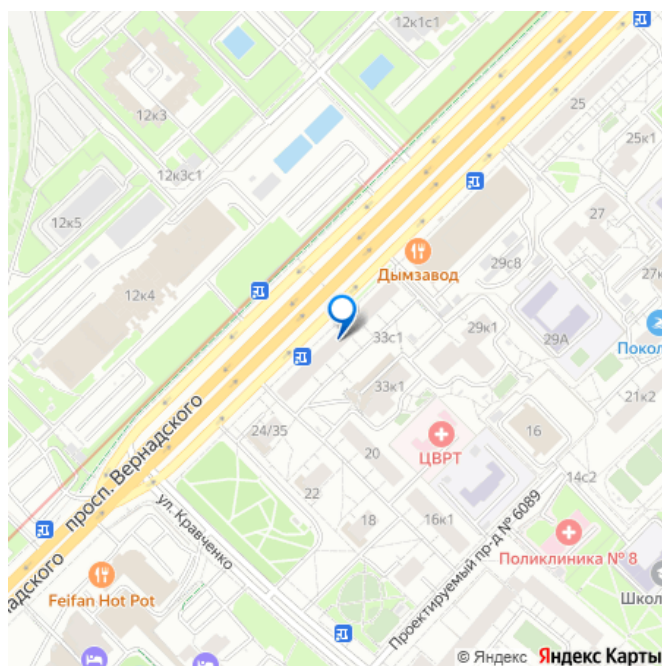 12к1с1
12к3
25
25к1
12к3с1
12к5
27
Дымзавод
29с8
27к
12к4
33с1
29к1
29А
Покол
33к1
21к2
24/35
16
ЦВРТ
20
14с2
просп. Вернадского
22
18
16к1
ул. Кравченко
Проектируемый пр-д № 6089
Поликлиника № 8
адского
Feifan Hot Pot
Школ
© Яндекс Яндекс Карты